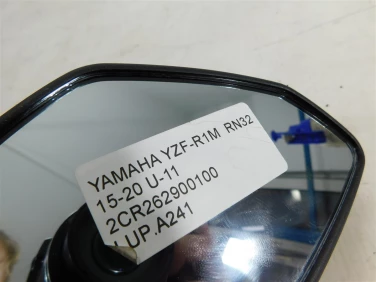 YAMAHA YZF-R1M RN32
15-20 U-11
2CR262900100
LUP.A241